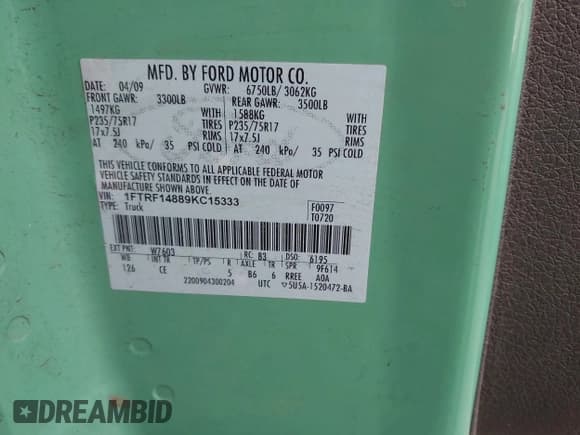 MFD. BY FORD MOTOR CO.
DATE: 04/09 GVWR: 6750LB/ 3062KG
FRONT GAWR: 3300LB REAR GAWR: 3500LB
1497KG WITH 1588KG WITH
P235/75R17 TIRES P235/75R17 TIRES
17x7.5J RIMS 17x7.5J RIMS
AT 240 kPa/ 35 PSI COLD AT 240 kPa/ 35 PSI COLD
THIS VEHICLE CONFORMS TO ALL APPLICABLE FEDERAL MOTOR
VEHICLE SAFETY STANDARDS IN EFFECT ON THE DATE OF
MANUFACTURE SHOWN ABOVE.
VIN: 1FTRF14889KC15333 F0097
TYPE: Truck T0720
EXT PNT: W7603 RC: B3 DSO: 6195
WB INT TR TP/PS R AXLE TR SPR 9F614
126 CE 5 B6 6 RREE A0A
2200904300204 UTC ▽5U5A-1520472-BA
DREAMBID